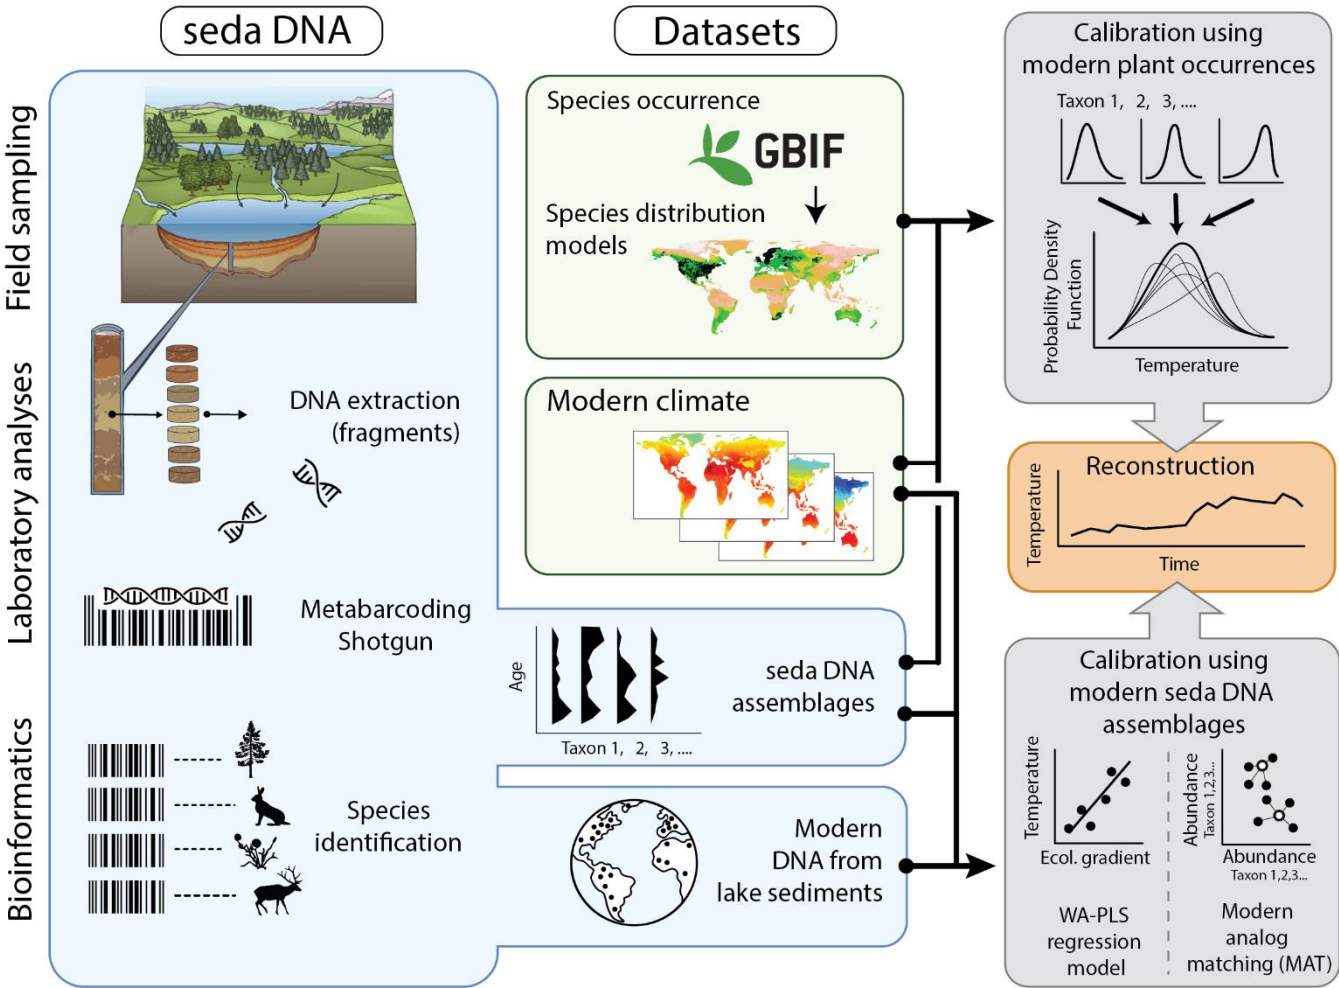 seda DNA
Field sampling
Laboratory analyses
Bioinformatics
DNA extraction
(fragments)
Metabarcoding
Shotgun
Species
identification
Datasets
Species occurrence
GBIF
Species distribution
models
Modern climate
Age
Taxon 1, 2, 3, ....
seda DNA
assemblages
Modern
DNA from
lake sediments
Calibration using
modern plant occurrences
Taxon 1, 2, 3, ....
Probability Density
Function
Temperature
Reconstruction
Temperature
Time
Calibration using
modern seda DNA
assemblages
Temperature
Ecol. gradient
WA-PLS
regression
model
Abundance
Taxon 1,2,3...
Abundance
Taxon 1,2,3...
Modern
analog
matching (MAT)